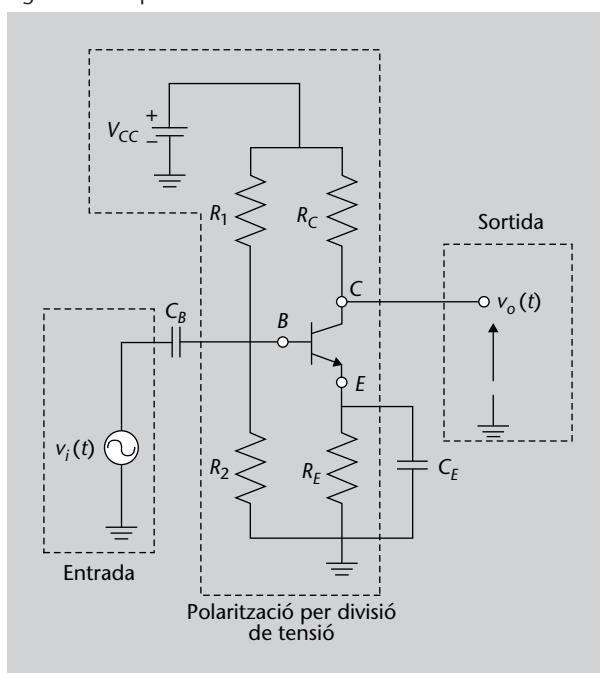 +
V_CC
–
R_1
R_C
Sortida
C
v_o(t)
C_B
B
E
v_i(t)
R_2
R_E
C_E
Entrada
Polarització per divisió
de tensió